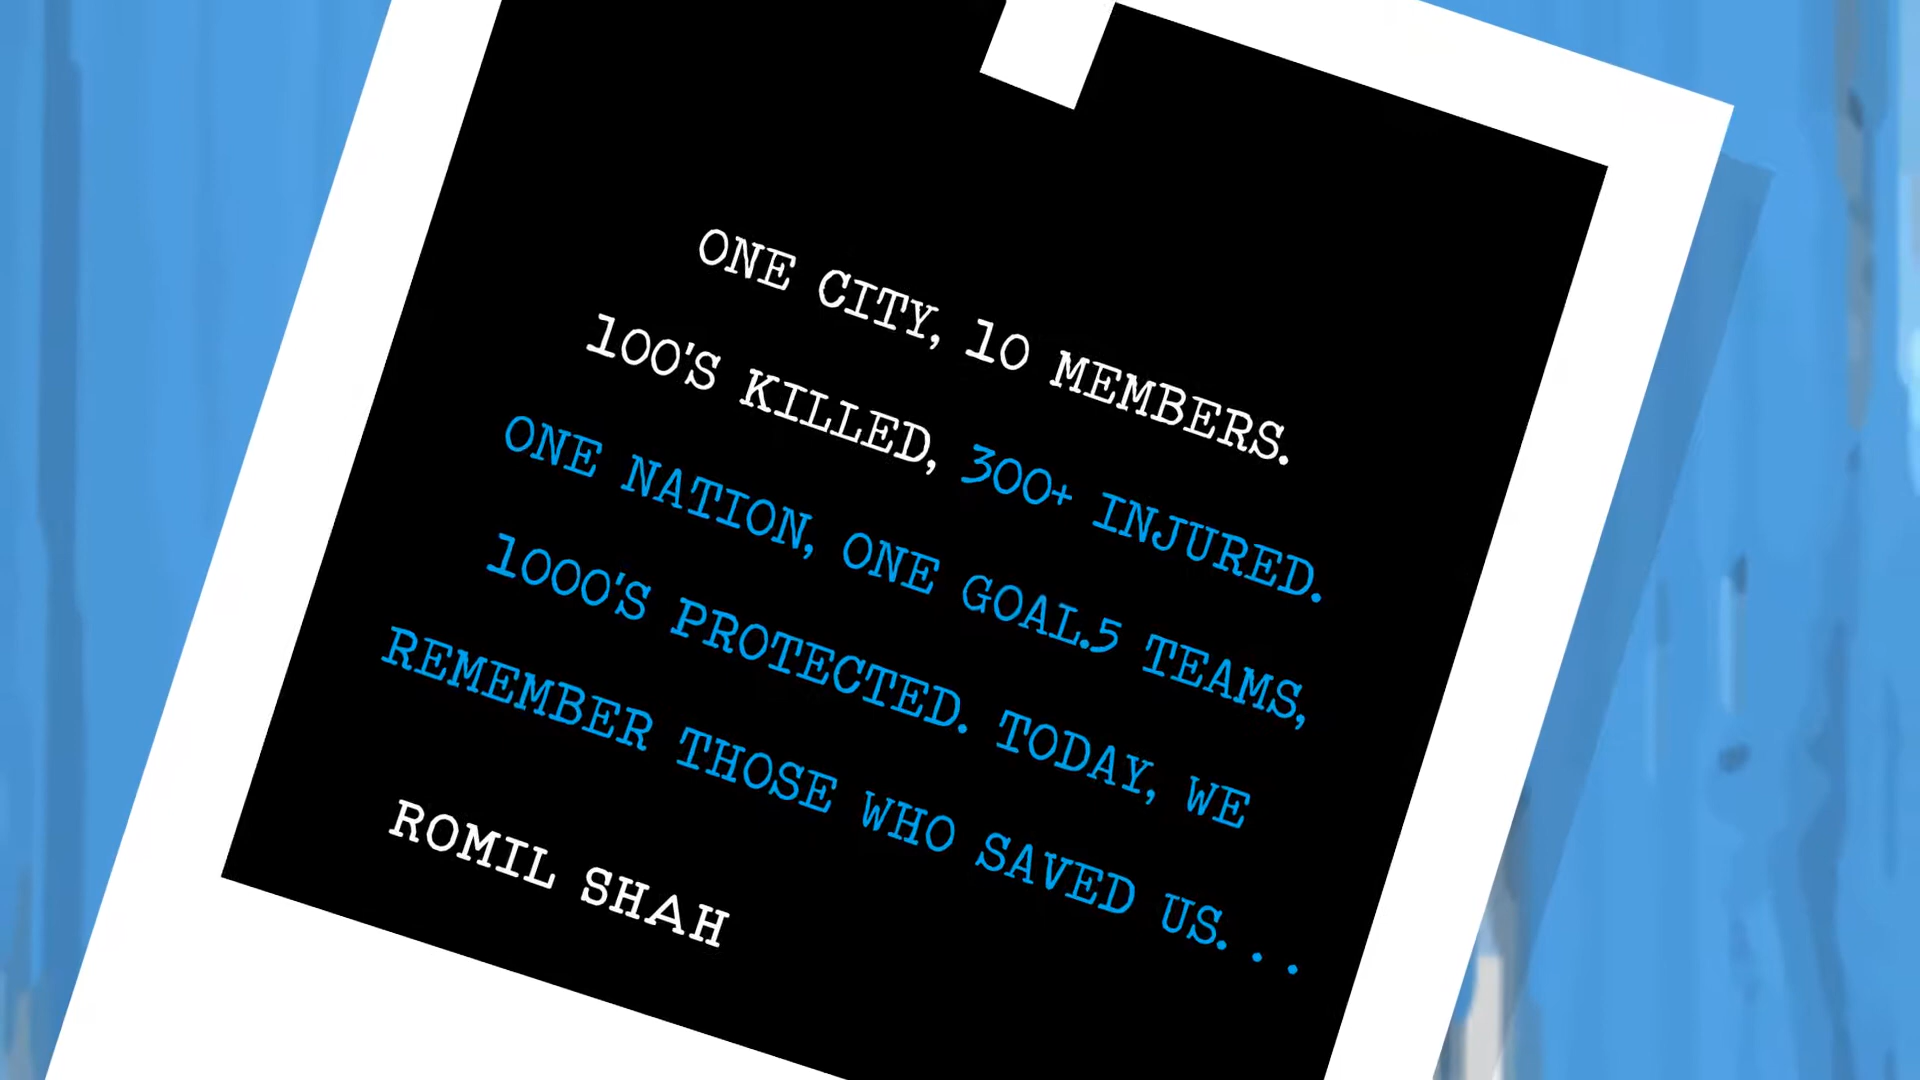 ONE CITY, 10 MEMBERS.
100'S KILLED, 300+ INJURED.
ONE NATION, ONE GOAL.5 TEAMS,
1000'S PROTECTED. TODAY, WE
REMEMBER THOSE WHO SAVED US. . .
ROMIL SHAH